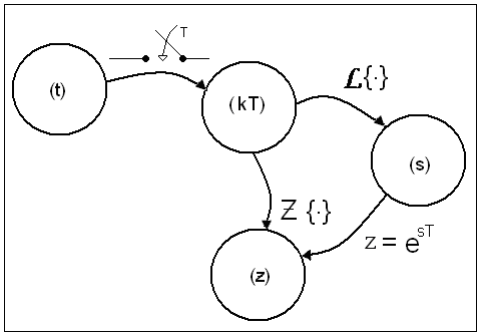 T
(t)
(kT)
ℒ{·}
(s)
Z {·}
z = e^sT
(z)